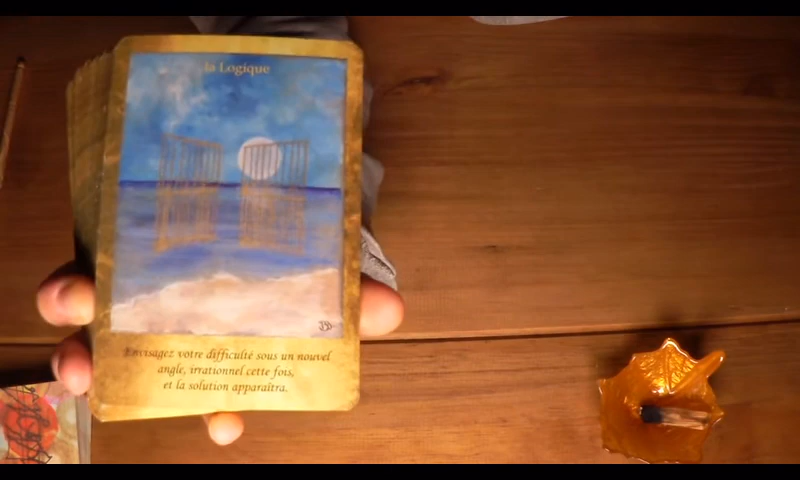 la Logique
Envisagez votre difficulté sous un nouvel
angle, irrationnel cette fois,
et la solution apparaîtra.